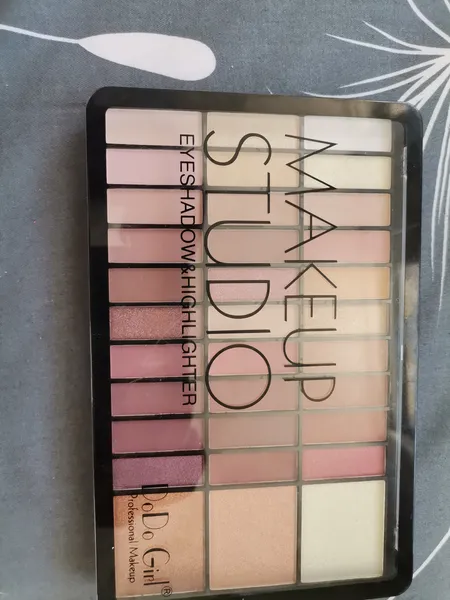 MAKEUP
STUDIO
EYESHADOW&HIGHLIGHTER
DoDo Girl®
Professional Makeup